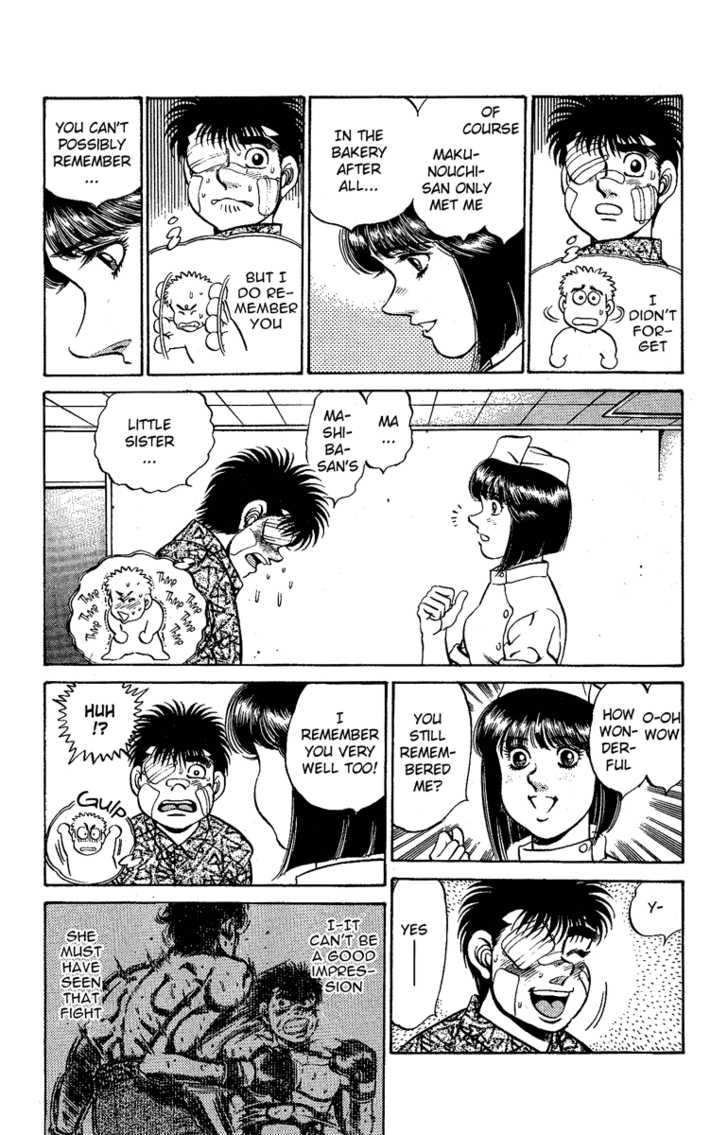 I
DIDN'T
FOR-
GET
OF
COURSE
MAKU-
NOUCHI-
SAN ONLY
MET ME
IN THE
BAKERY
AFTER
ALL...
BUT I
DO RE-
MEMBER
YOU
YOU CAN'T
POSSIBLY
REMEMBER
...
MA
...
MA-
SHI-
BA-
SAN'S
LITTLE
SISTER
...
Thmp
Thmp
Thmp
Thmp
Thmp
Thmp
O-OH
WOW
HOW
WON-
DER-
FUL
YOU
STILL
REMEM-
BERED
ME?
Y-
YES
I
REMEMBER
YOU VERY
WELL TOO!
HUH
!?
Gulp
I-IT
CAN'T BE
A GOOD
IMPRES-
SION
SHE
MUST
HAVE
SEEN
THAT
FIGHT.